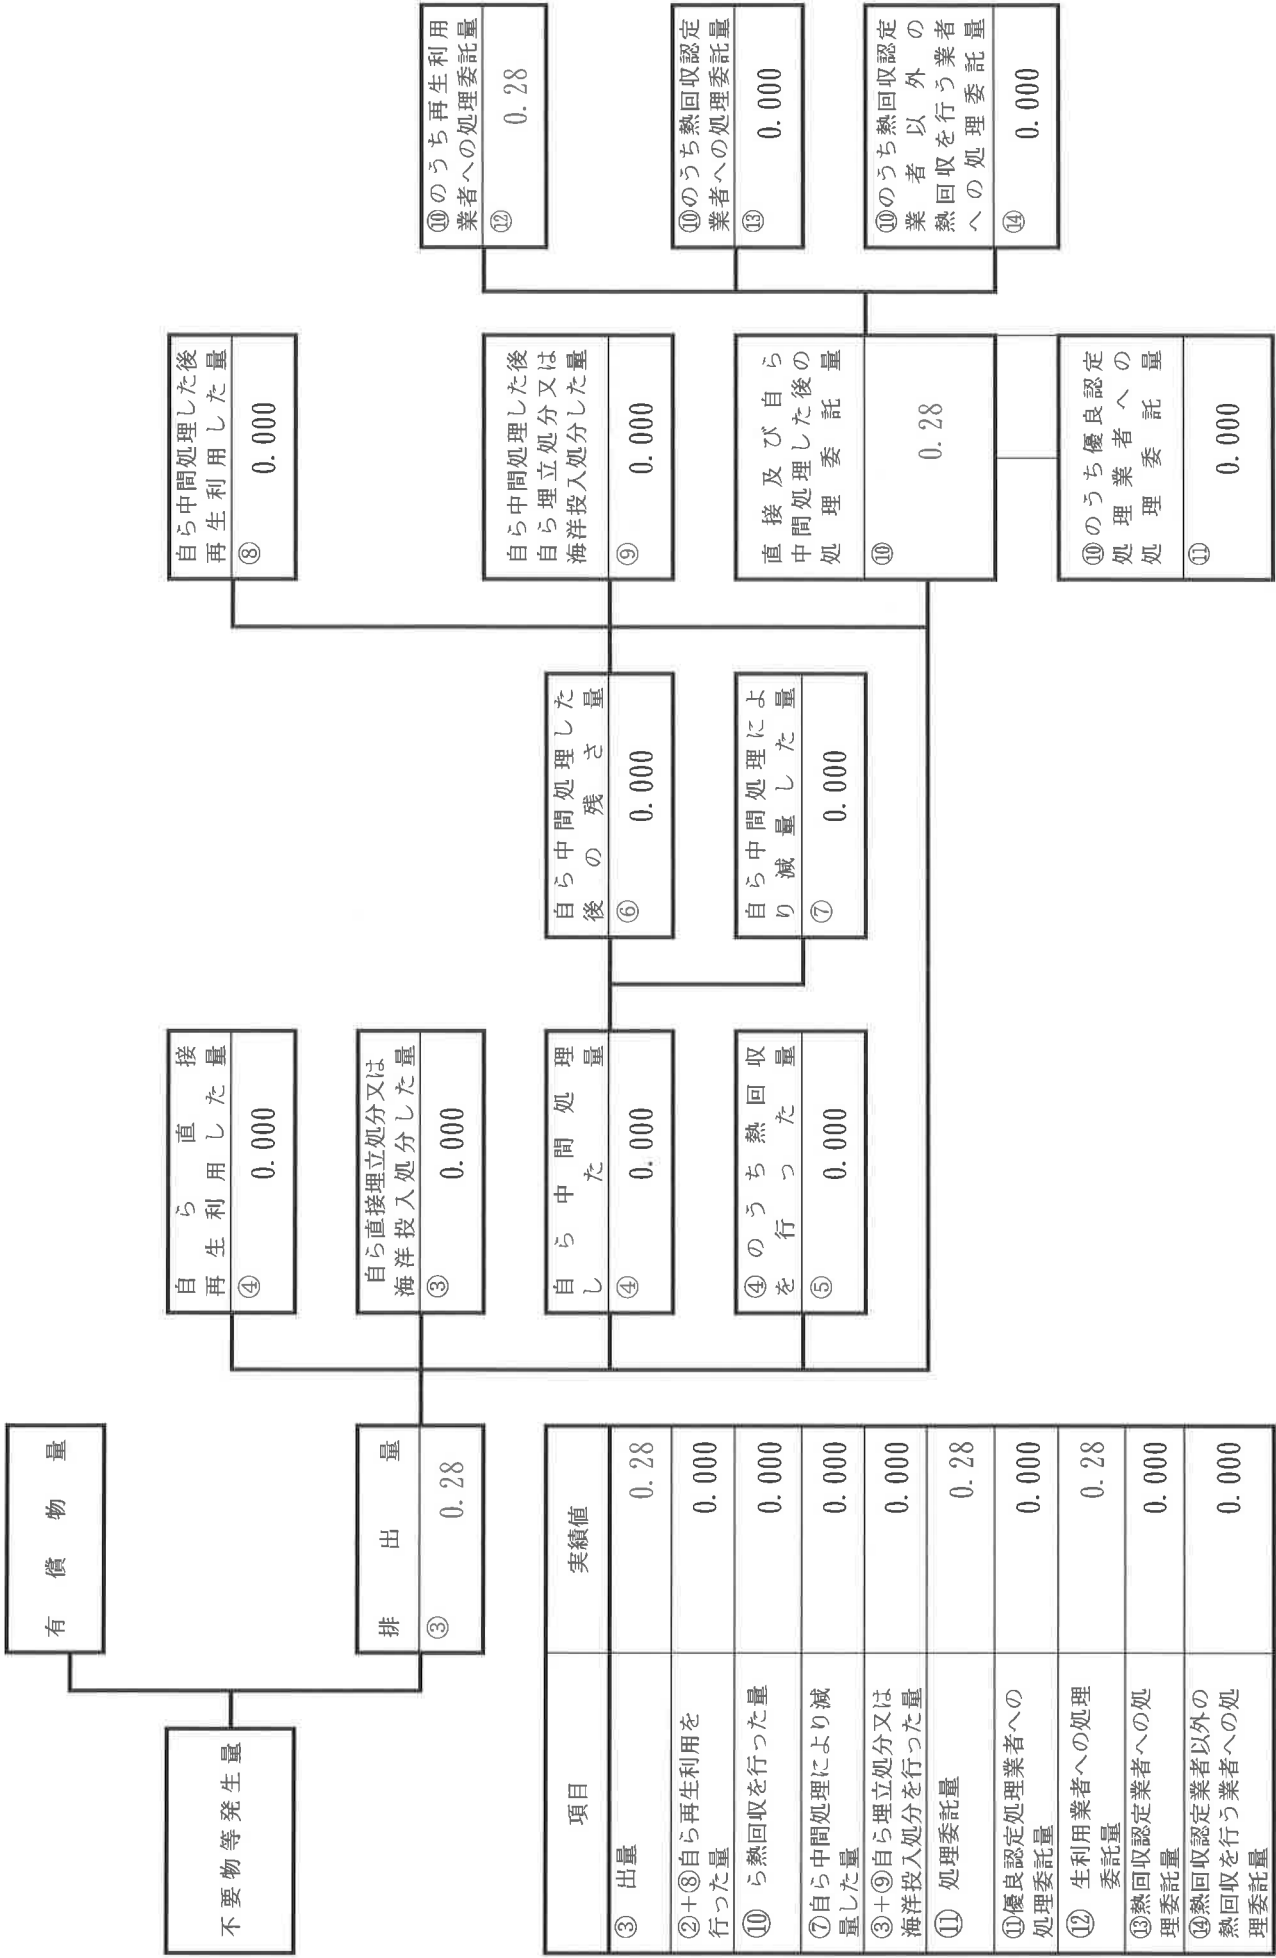 不要物等発生量
有償物量
排出量
③ 0.28
自ら直接
再生利用した量
④ 0.000
自ら直接埋立処分又は
海洋投入処分した量
③ 0.000
自ら中間処理
した量
④ 0.000
④のうち熱回収
を行った量
⑤ 0.000
自ら中間処理した
後の残さ量
⑥ 0.000
自ら中間処理によ
り減量した量
⑦ 0.000
自ら中間処理した後
再生利用した量
⑧ 0.000
自ら中間処理した後
自ら埋立処分又は
海洋投入処分した量
⑨ 0.000
直接及び自ら
中間処理した後の
処理委託量
⑩ 0.28
⑩のうち優良認定
処理業者への
処理委託量
⑪ 0.000
⑩のうち再生利用
業者への処理委託量
⑫ 0.28
⑩のうち熱回収認定
業者への処理委託量
⑬ 0.000
⑩のうち熱回収認定
業者以外の
熱回収を行う業者
への処理委託量
⑭ 0.000
項目 実績値
③ 出量 0.28
②+⑧自ら再生利用を
行った量 0.000
⑩ ら熱回収を行った量 0.000
⑦自ら中間処理により減
量した量 0.000
③+⑨自ら埋立処分又は
海洋投入処分を行った量 0.000
⑪ 処理委託量 0.28
⑪優良認定処理業者への
処理委託量 0.000
⑫ 生利用業者への処理
委託量 0.28
⑬熱回収認定業者への処
理委託量 0.000
⑭熱回収認定業者以外の
熱回収を行う業者への処
理委託量 0.000